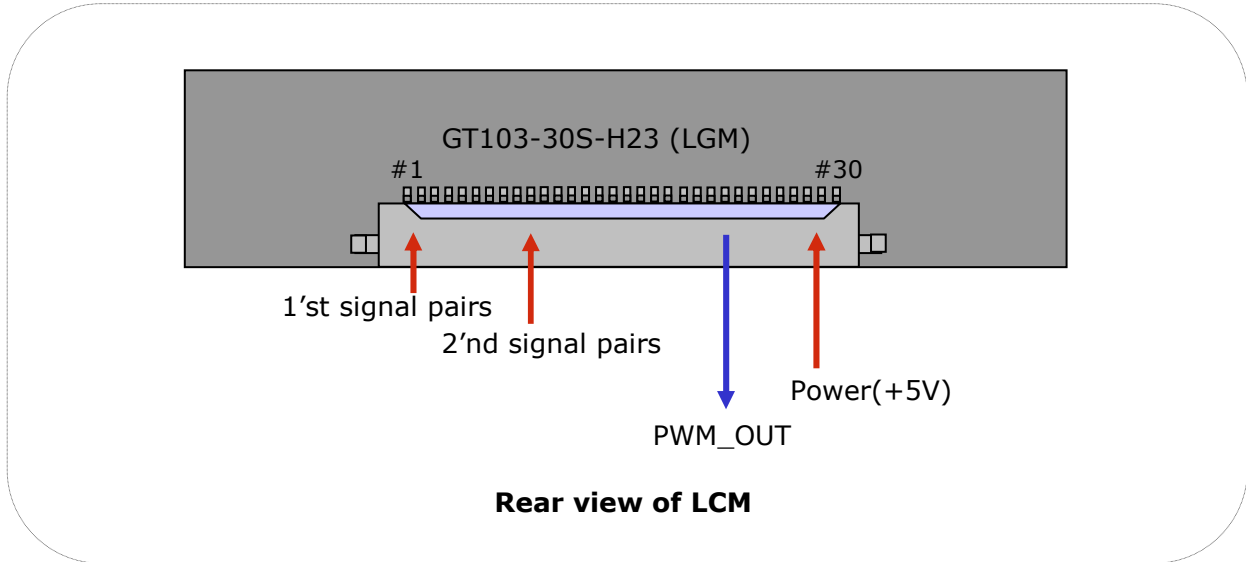 GT103-30S-H23 (LGM)
#1
#30
1’st signal pairs
2’nd signal pairs
Power(+5V)
PWM_OUT
Rear view of LCM